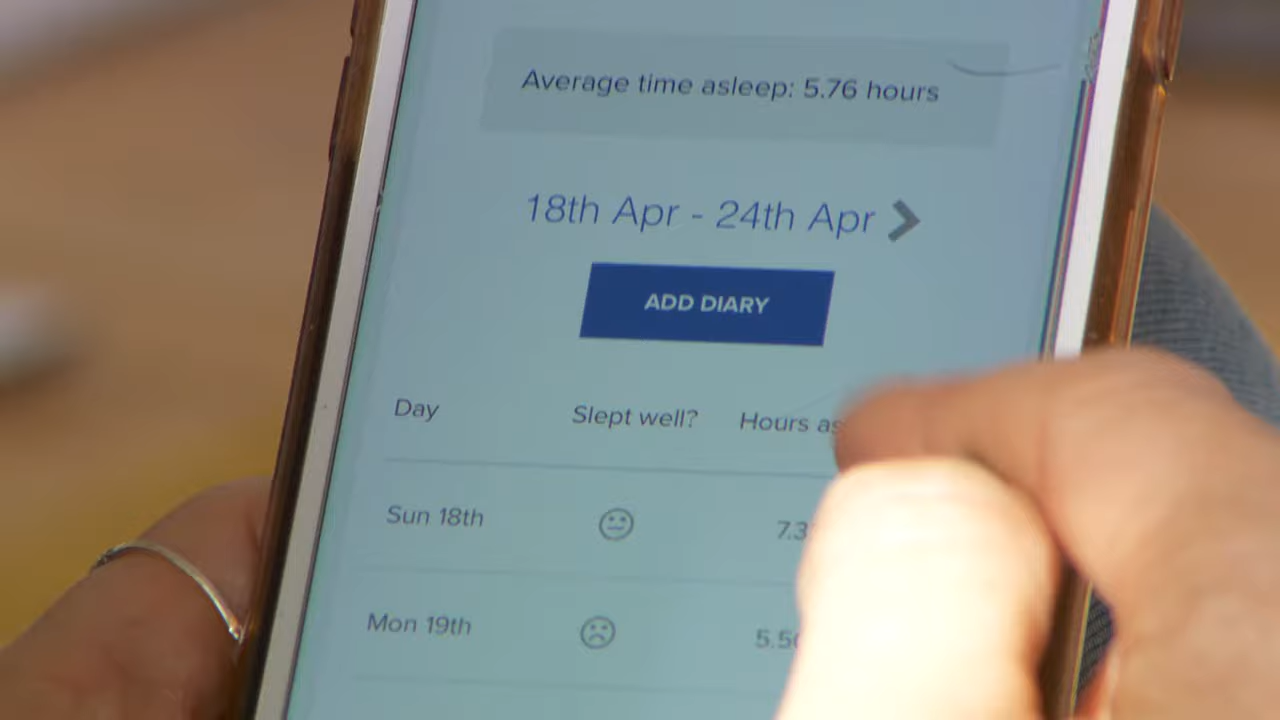 Average time asleep: 5.76 hours
18th Apr - 24th Apr
ADD DIARY
Day Slept well? Hours
Sun 18th
Mon 19th